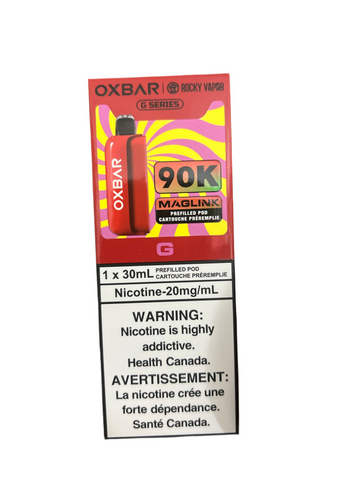 OXBAR | ROCKY VAPOR
G SERIES
OXBAR
90K
MAGLINK
PREFILLED POD
CARTOUCHE PRÉREMPLIE
G
1 x 30mL PREFILLED POD
CARTOUCHE PRÉREMPLIE
Nicotine-20mg/mL
WARNING:
Nicotine is highly
addictive.
Health Canada.
AVERTISSEMENT:
La nicotine crée une
forte dépendance.
Santé Canada.